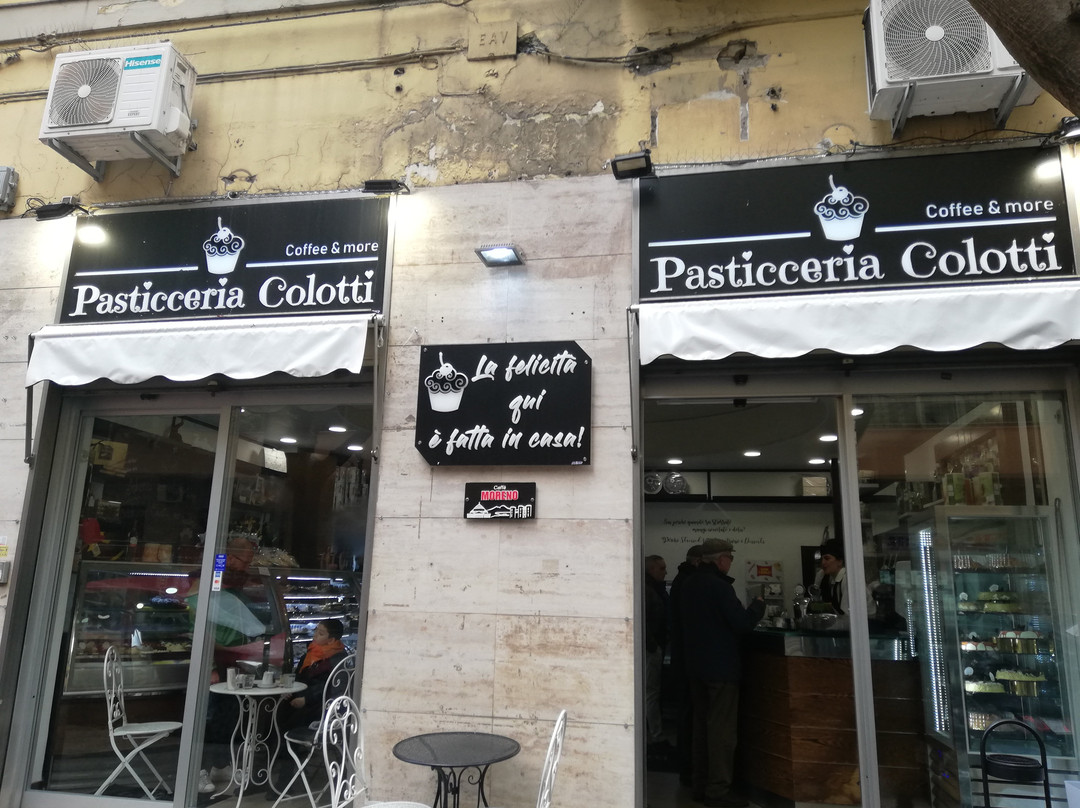 Hisense
EAV
Coffee & more
Pasticceria Colotti
Coffee & more
Pasticceria Colotti
La felicità
qui
è fatta in casa!
Caffè
MORENO